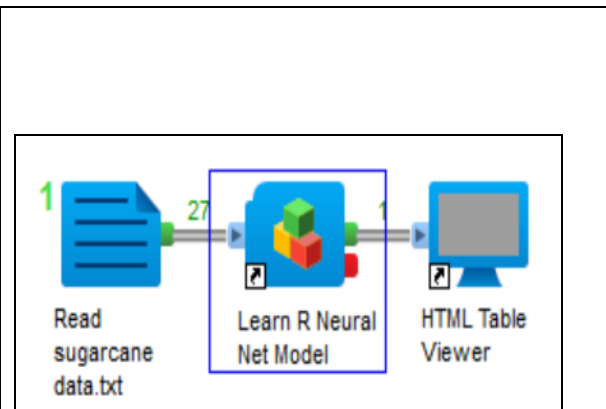 1
27
1
Read
sugarcane
data.txt
Learn R Neural
Net Model
HTML Table
Viewer